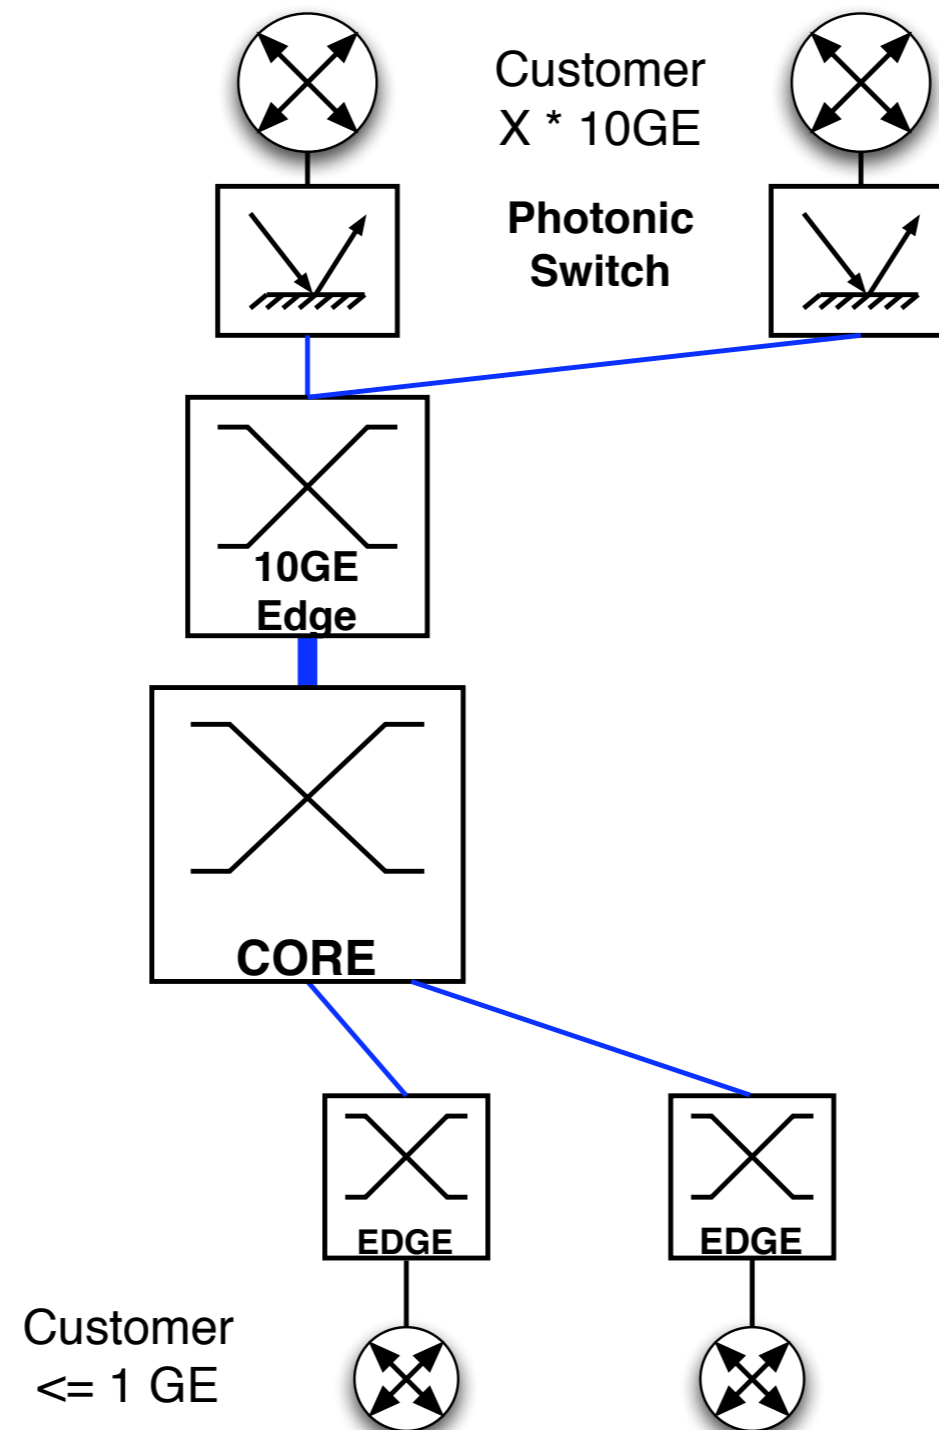 Customer
X * 10GE
Photonic
Switch
10GE
Edge
CORE
EDGE
EDGE
Customer
<= 1 GE